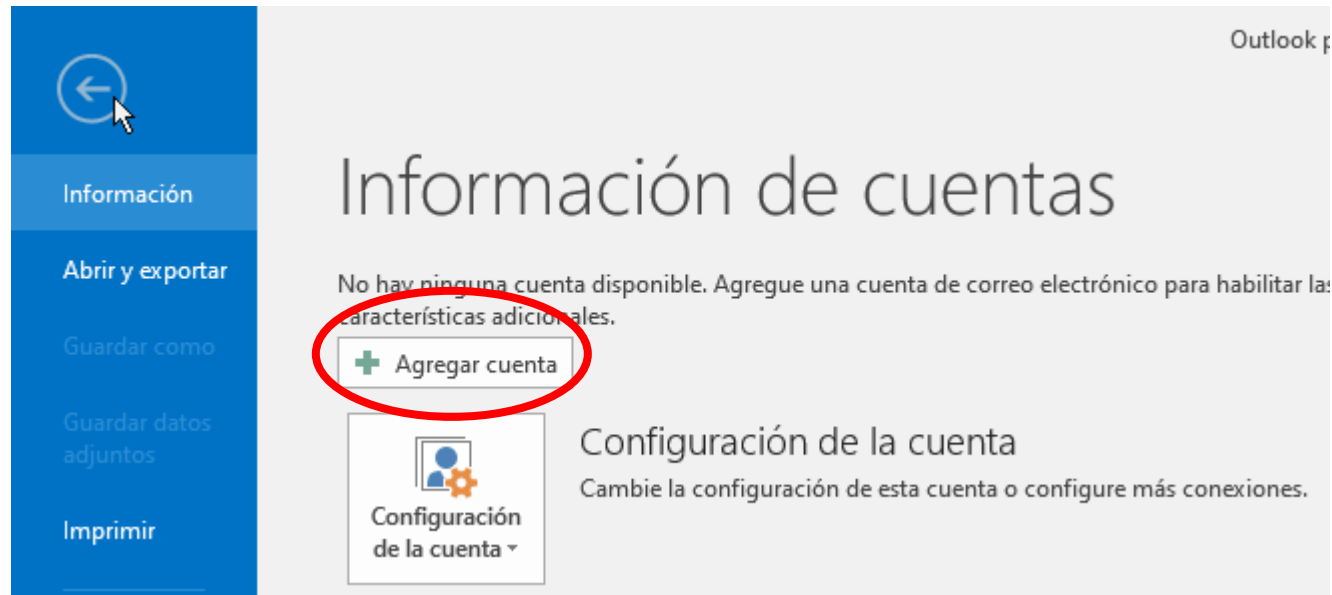 Outlook p
Información
Abrir y exportar
Guardar como
Guardar datos
adjuntos
Imprimir
Información de cuentas
No hay ninguna cuenta disponible. Agregue una cuenta de correo electrónico para habilitar las
características adicionales.
Agregar cuenta
Configuración
de la cuenta
Configuración de la cuenta
Cambie la configuración de esta cuenta o configure más conexiones.